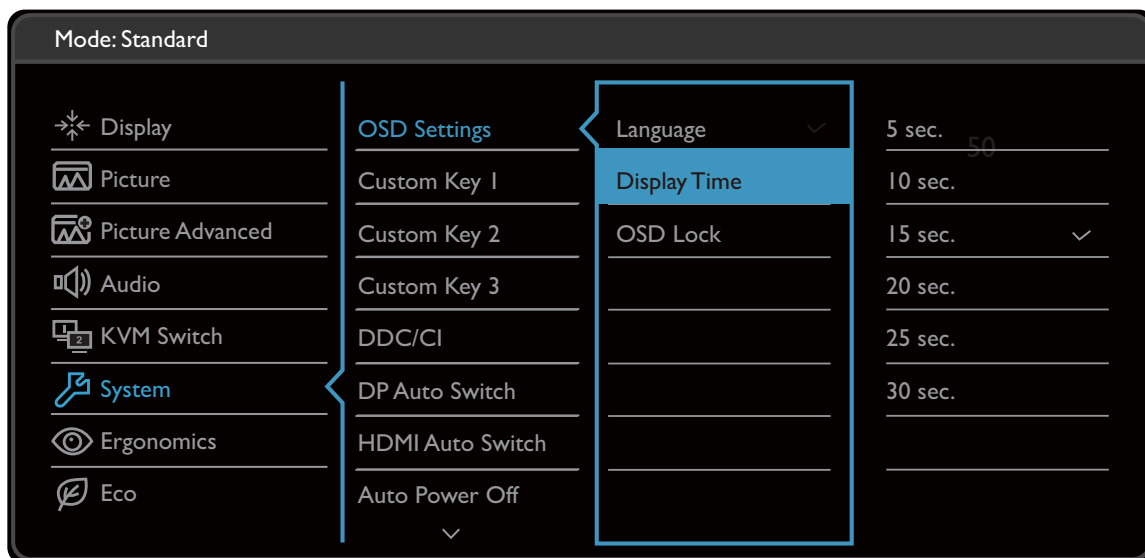 Mode: Standard
Display
Picture
Picture Advanced
Audio
KVM Switch
System
Ergonomics
Eco
OSD Settings
Custom Key 1
Custom Key 2
Custom Key 3
DDC/CI
DP Auto Switch
HDMI Auto Switch
Auto Power Off
Language
Display Time
OSD Lock
5 sec.
50
10 sec.
15 sec.
20 sec.
25 sec.
30 sec.
1
2